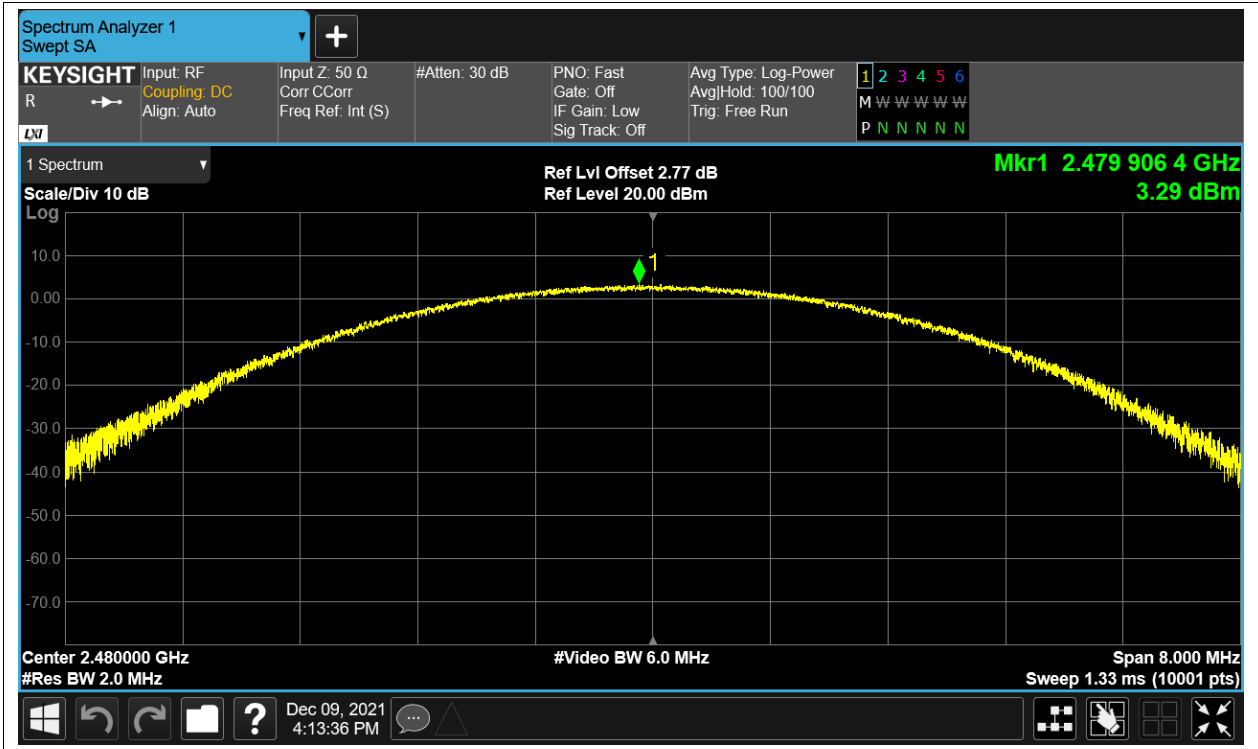 Spectrum Analyzer 1
Swept SA
KEYSIGHT
R
LXI
Input: RF
Coupling: DC
Align: Auto
Input Z: 50 Ω
Corr CCorr
Freq Ref: Int (S)
#Atten: 30 dB
PNO: Fast
Gate: Off
IF Gain: Low
Sig Track: Off
Avg Type: Log-Power
Avg|Hold: 100/100
Trig: Free Run
1 2 3 4 5 6
M W W W W W
P N N N N N
1 Spectrum
Scale/Div 10 dB
Log
Ref Lvl Offset 2.77 dB
Ref Level 20.00 dBm
Mkr1 2.479 906 4 GHz
3.29 dBm
1
10.0
0.00
-10.0
-20.0
-30.0
-40.0
-50.0
-60.0
-70.0
Center 2.480000 GHz
#Res BW 2.0 MHz
#Video BW 6.0 MHz
Span 8.000 MHz
Sweep 1.33 ms (10001 pts)
?
Dec 09, 2021
4:13:36 PM